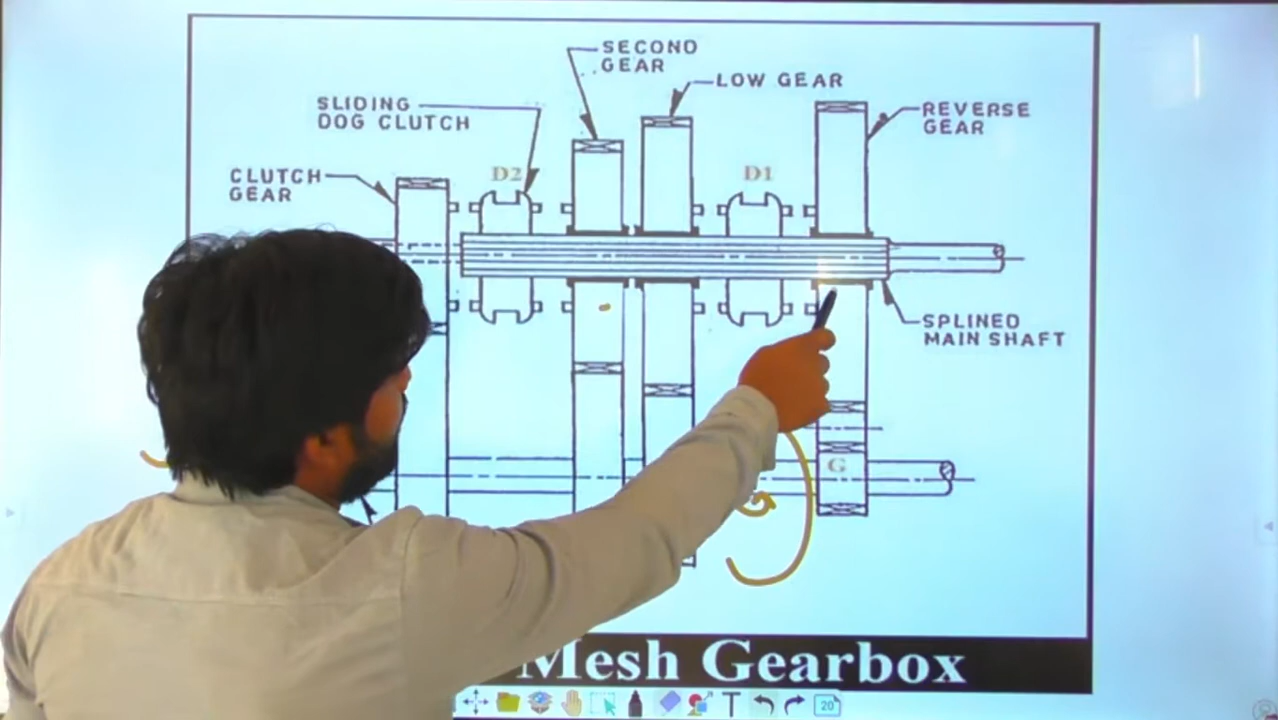 SECOND
GEAR
LOW GEAR
SLIDING
DOG CLUTCH
REVERSE
GEAR
D2
D1
CLUTCH
GEAR
SPLINED
MAIN SHAFT
G
Mesh Gearbox
T
20